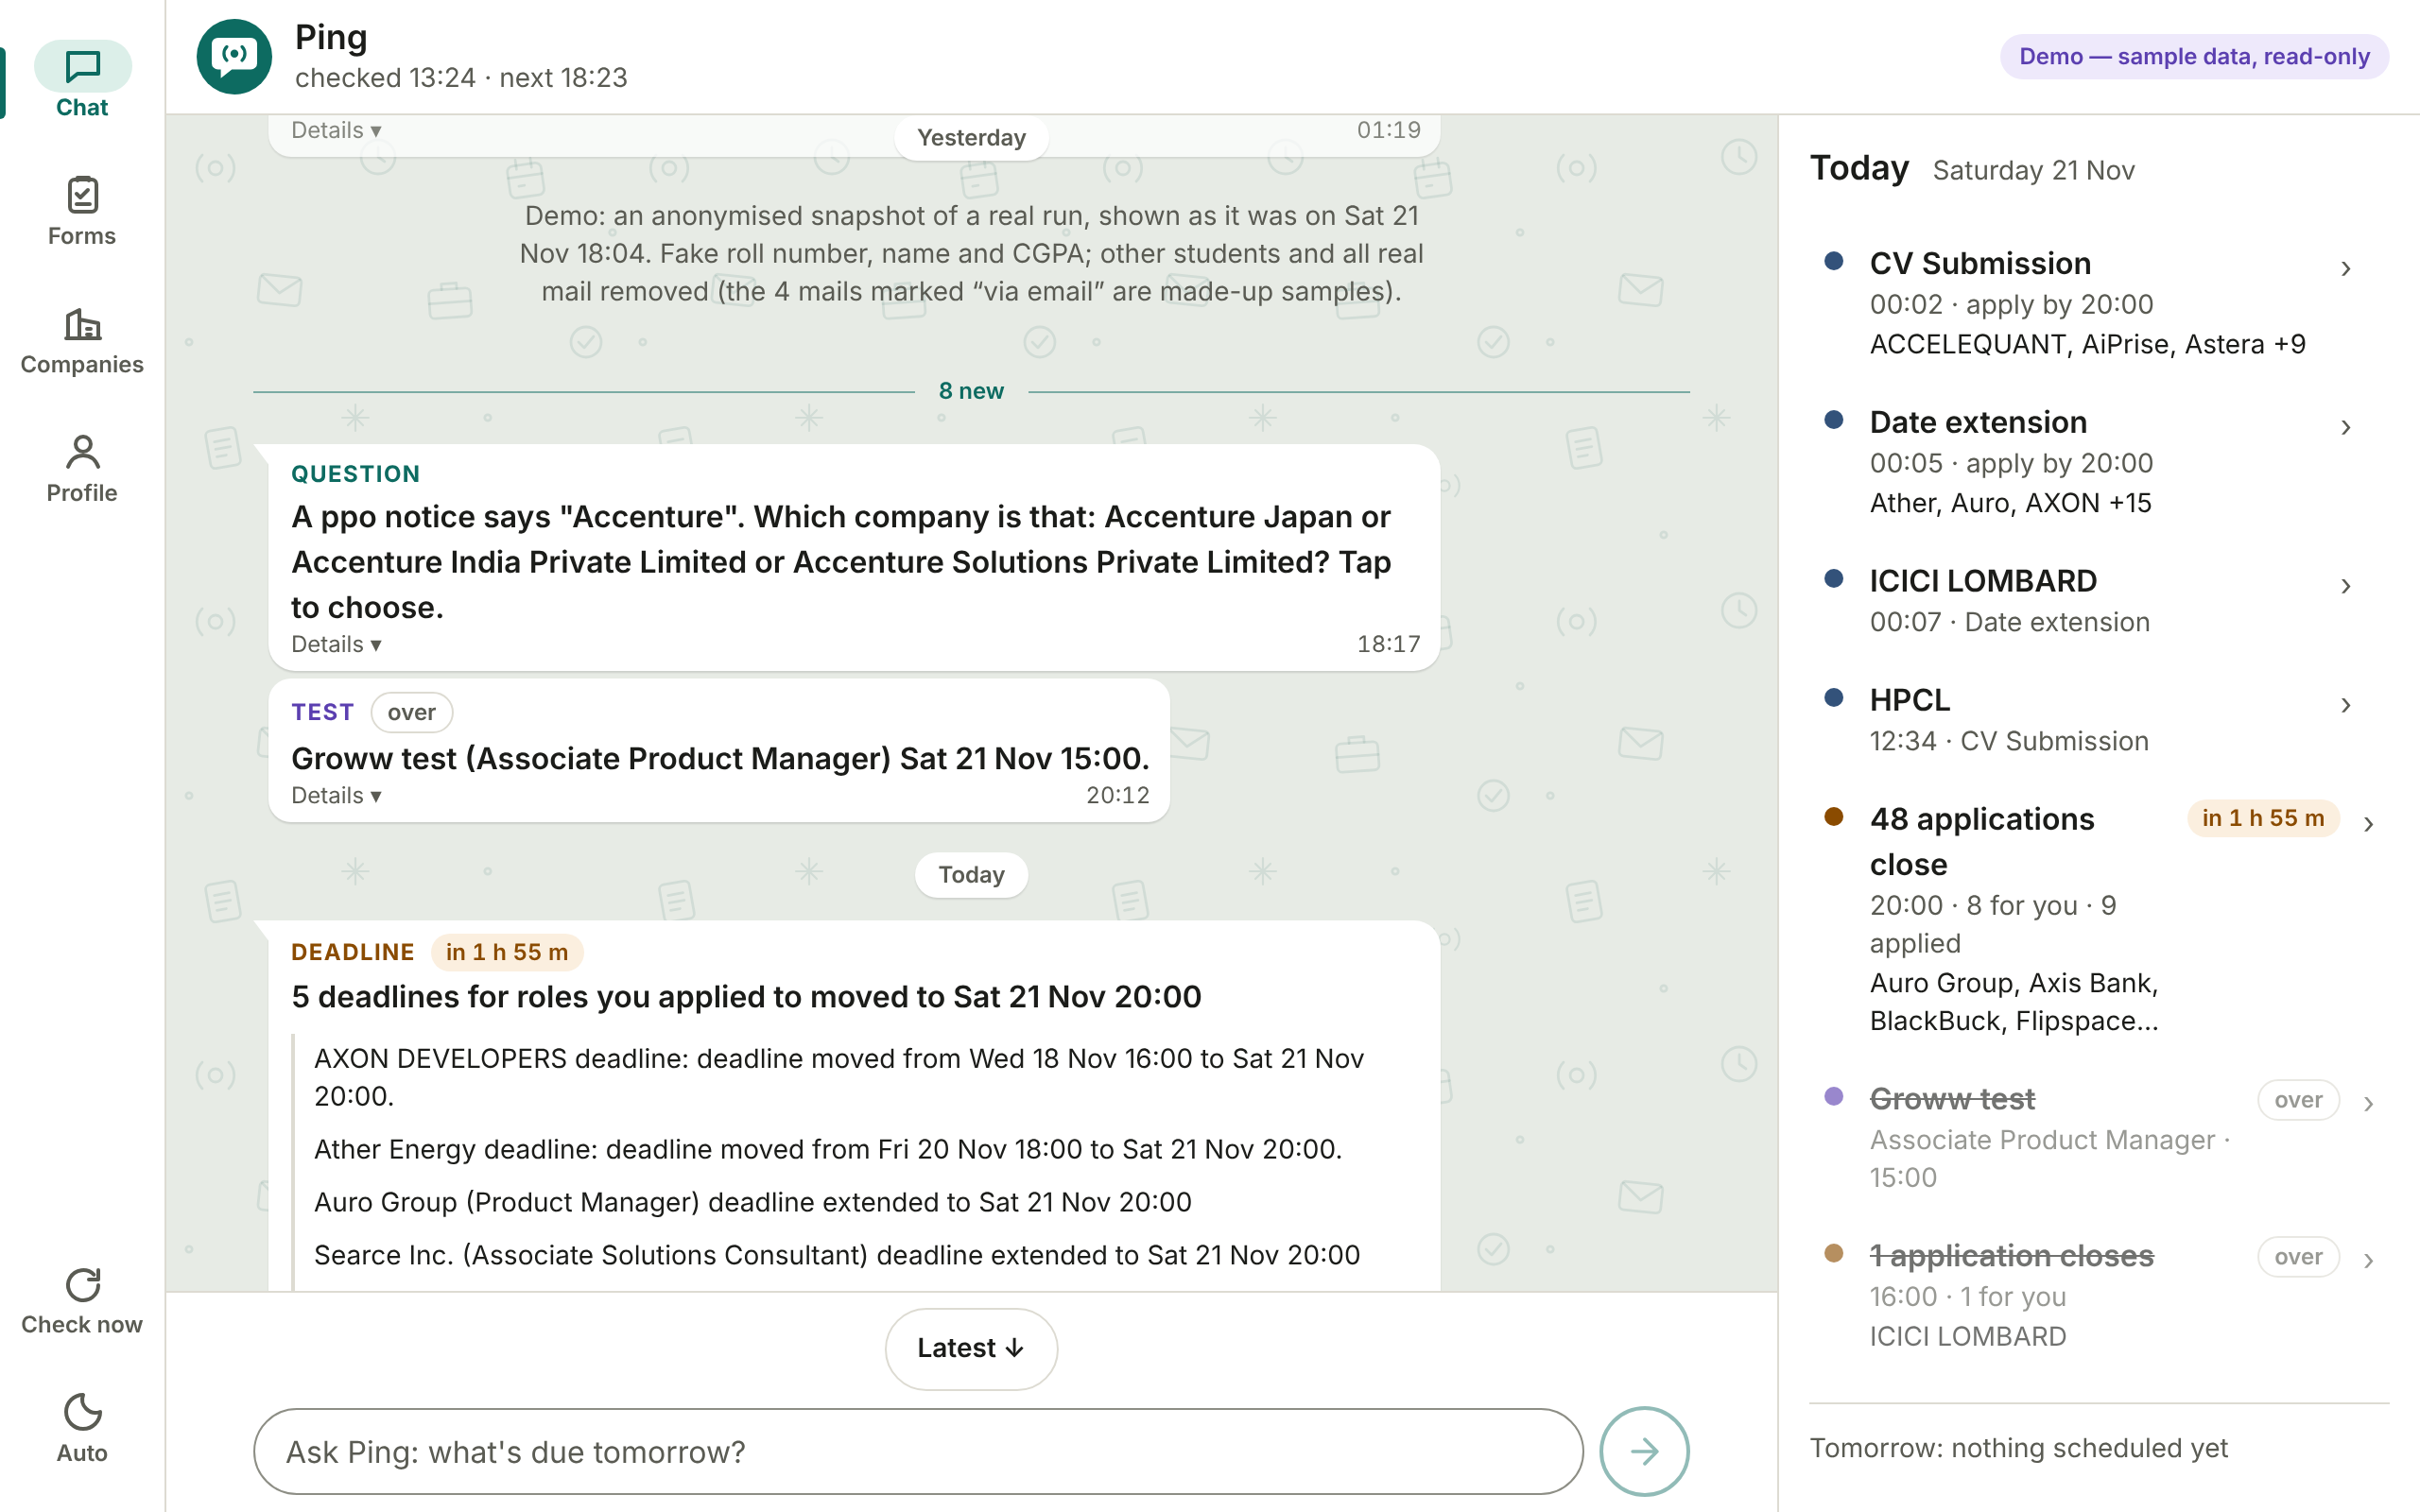 Chat
Forms
Companies
Profile
Check now
Auto
Ping
checked 13:24 · next 18:23
Demo — sample data, read-only
Details ▾
01:19
Yesterday
Demo: an anonymised snapshot of a real run, shown as it was on Sat 21
Nov 18:04. Fake roll number, name and CGPA; other students and all real
mail removed (the 4 mails marked “via email” are made-up samples).
8 new
QUESTION
A ppo notice says "Accenture". Which company is that: Accenture Japan or
Accenture India Private Limited or Accenture Solutions Private Limited? Tap
to choose.
Details ▾
18:17
TEST over
Groww test (Associate Product Manager) Sat 21 Nov 15:00.
Details ▾
20:12
Today
DEADLINE in 1 h 55 m
5 deadlines for roles you applied to moved to Sat 21 Nov 20:00
AXON DEVELOPERS deadline: deadline moved from Wed 18 Nov 16:00 to Sat 21 Nov
20:00.
Ather Energy deadline: deadline moved from Fri 20 Nov 18:00 to Sat 21 Nov 20:00.
Auro Group (Product Manager) deadline extended to Sat 21 Nov 20:00
Searce Inc. (Associate Solutions Consultant) deadline extended to Sat 21 Nov 20:00
Latest ↓
Ask Ping: what's due tomorrow?
Today Saturday 21 Nov
CV Submission
00:02 · apply by 20:00
ACCELEQUANT, AiPrise, Astera +9
Date extension
00:05 · apply by 20:00
Ather, Auro, AXON +15
ICICI LOMBARD
00:07 · Date extension
HPCL
12:34 · CV Submission
48 applications
close
in 1 h 55 m
20:00 · 8 for you · 9
applied
Auro Group, Axis Bank,
BlackBuck, Flipspace...
Groww test
over
Associate Product Manager ·
15:00
1 application closes
over
16:00 · 1 for you
ICICI LOMBARD
Tomorrow: nothing scheduled yet